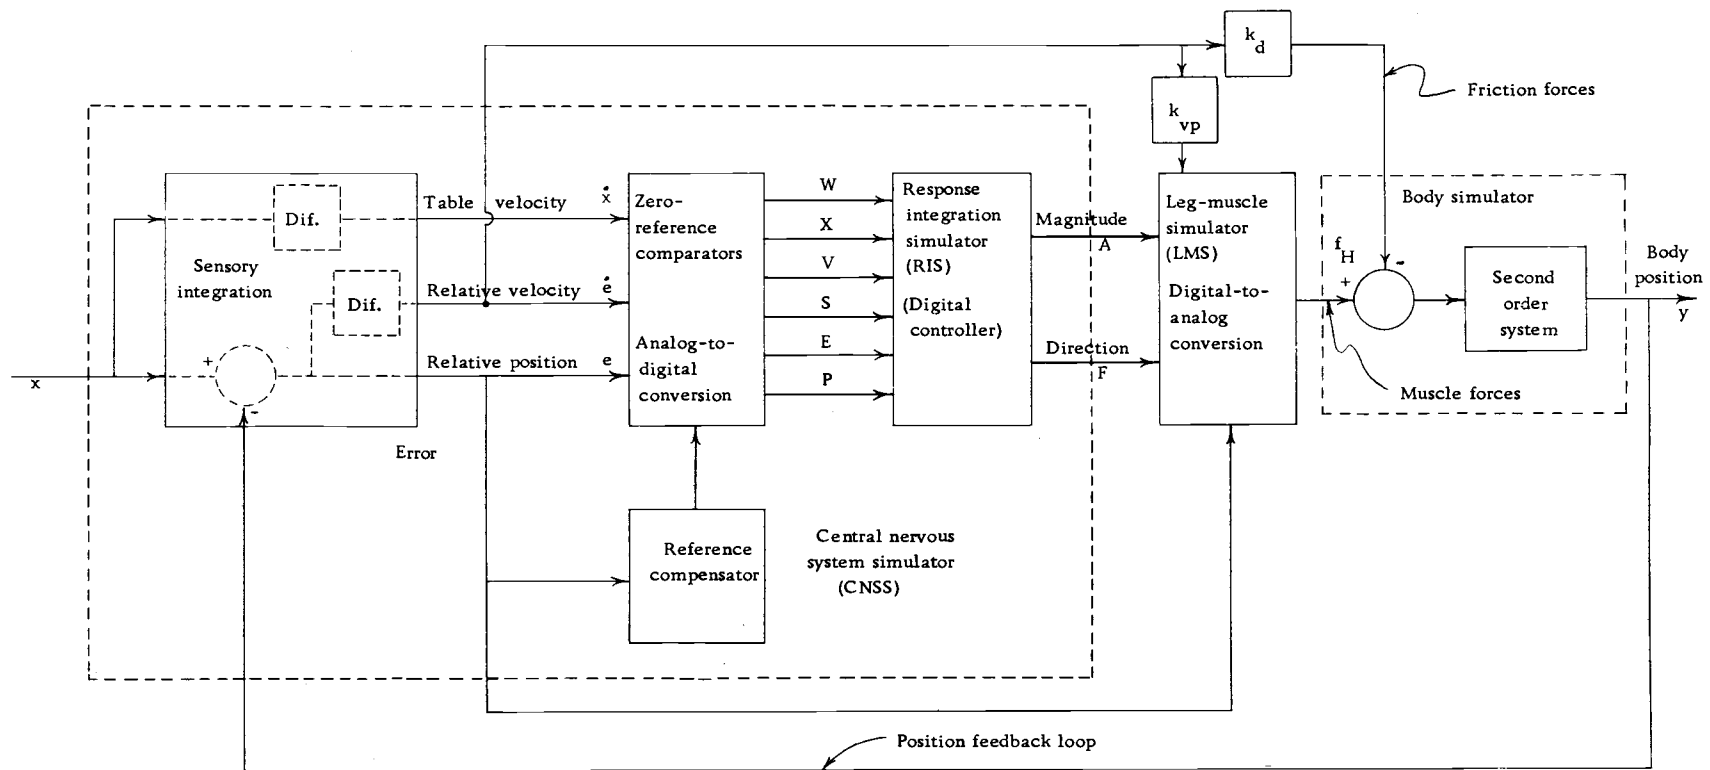 k
d
Friction forces
k
vp
Dif.
Table velocity
ẋ
Sensory
integration
Dif.
Relative velocity
ė
+
Relative position
e
-
x
Error
Zero-
reference
comparators
Analog-to-
digital
conversion
W
X
V
S
E
P
Response
integration
simulator
(RIS)
(Digital
controller)
Magnitude
A
Direction
F
Leg-muscle
simulator
(LMS)
Digital-to-
analog
conversion
Body simulator
f
H
+
-
Second
order
system
Body
position
y
Muscle forces
Reference
compensator
Central nervous
system simulator
(CNSS)
Position feedback loop